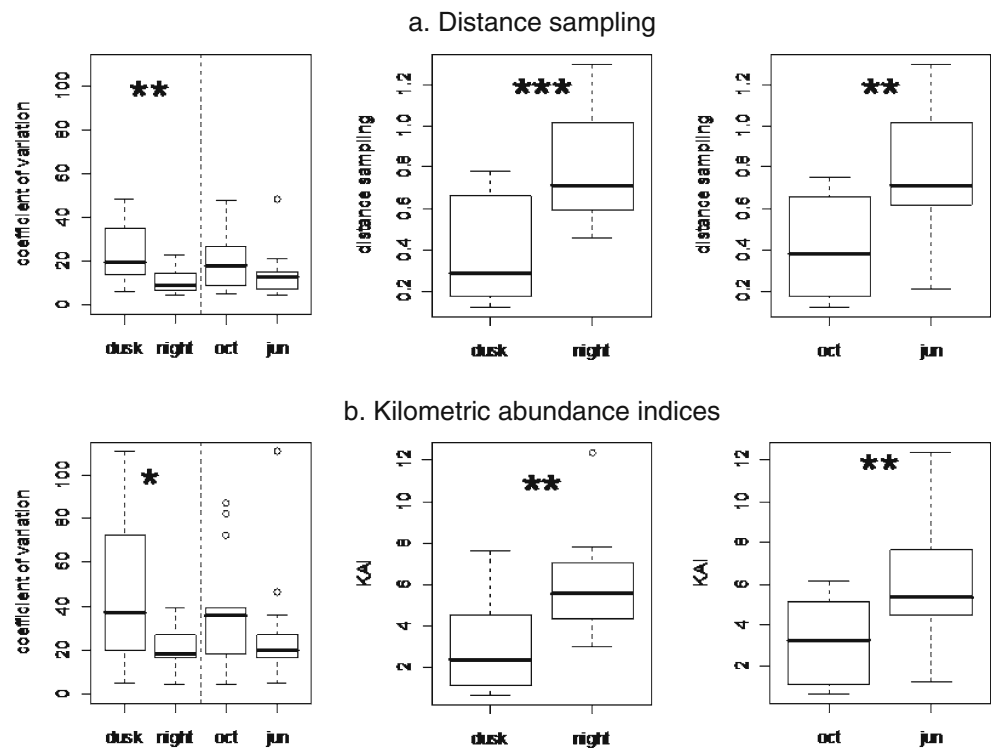 a. Distance sampling
coefficient of variation
0 20 40 60 80 100
**
dusk night oct jun
distance sampling
0.2 0.4 0.6 0.8 1.0 1.2
***
dusk night
distance sampling
0.2 0.4 0.6 0.8 1.0 1.2
**
oct jun
b. Kilometric abundance indices
coefficient of variation
0 20 40 60 80 100
*
dusk night oct jun
KAI
2 4 6 8 10 12
**
dusk night
KAI
2 4 6 8 10 12
**
oct jun